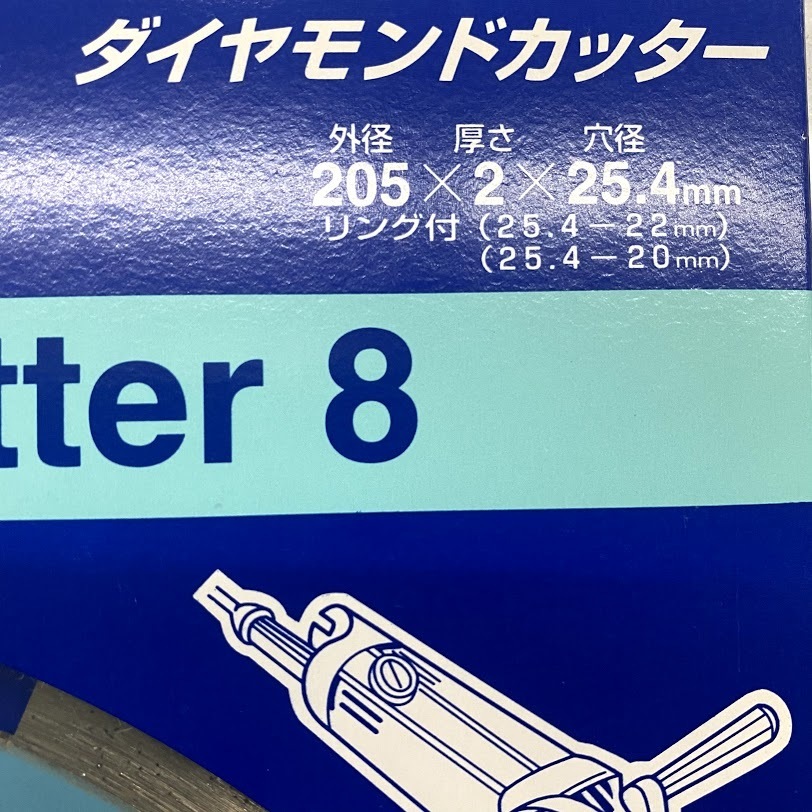 ダイヤモンドカッター
外径 厚さ 穴径
205×2×25.4mm
リング付(25.4−22mm)
(25.4−20mm)
tter 8